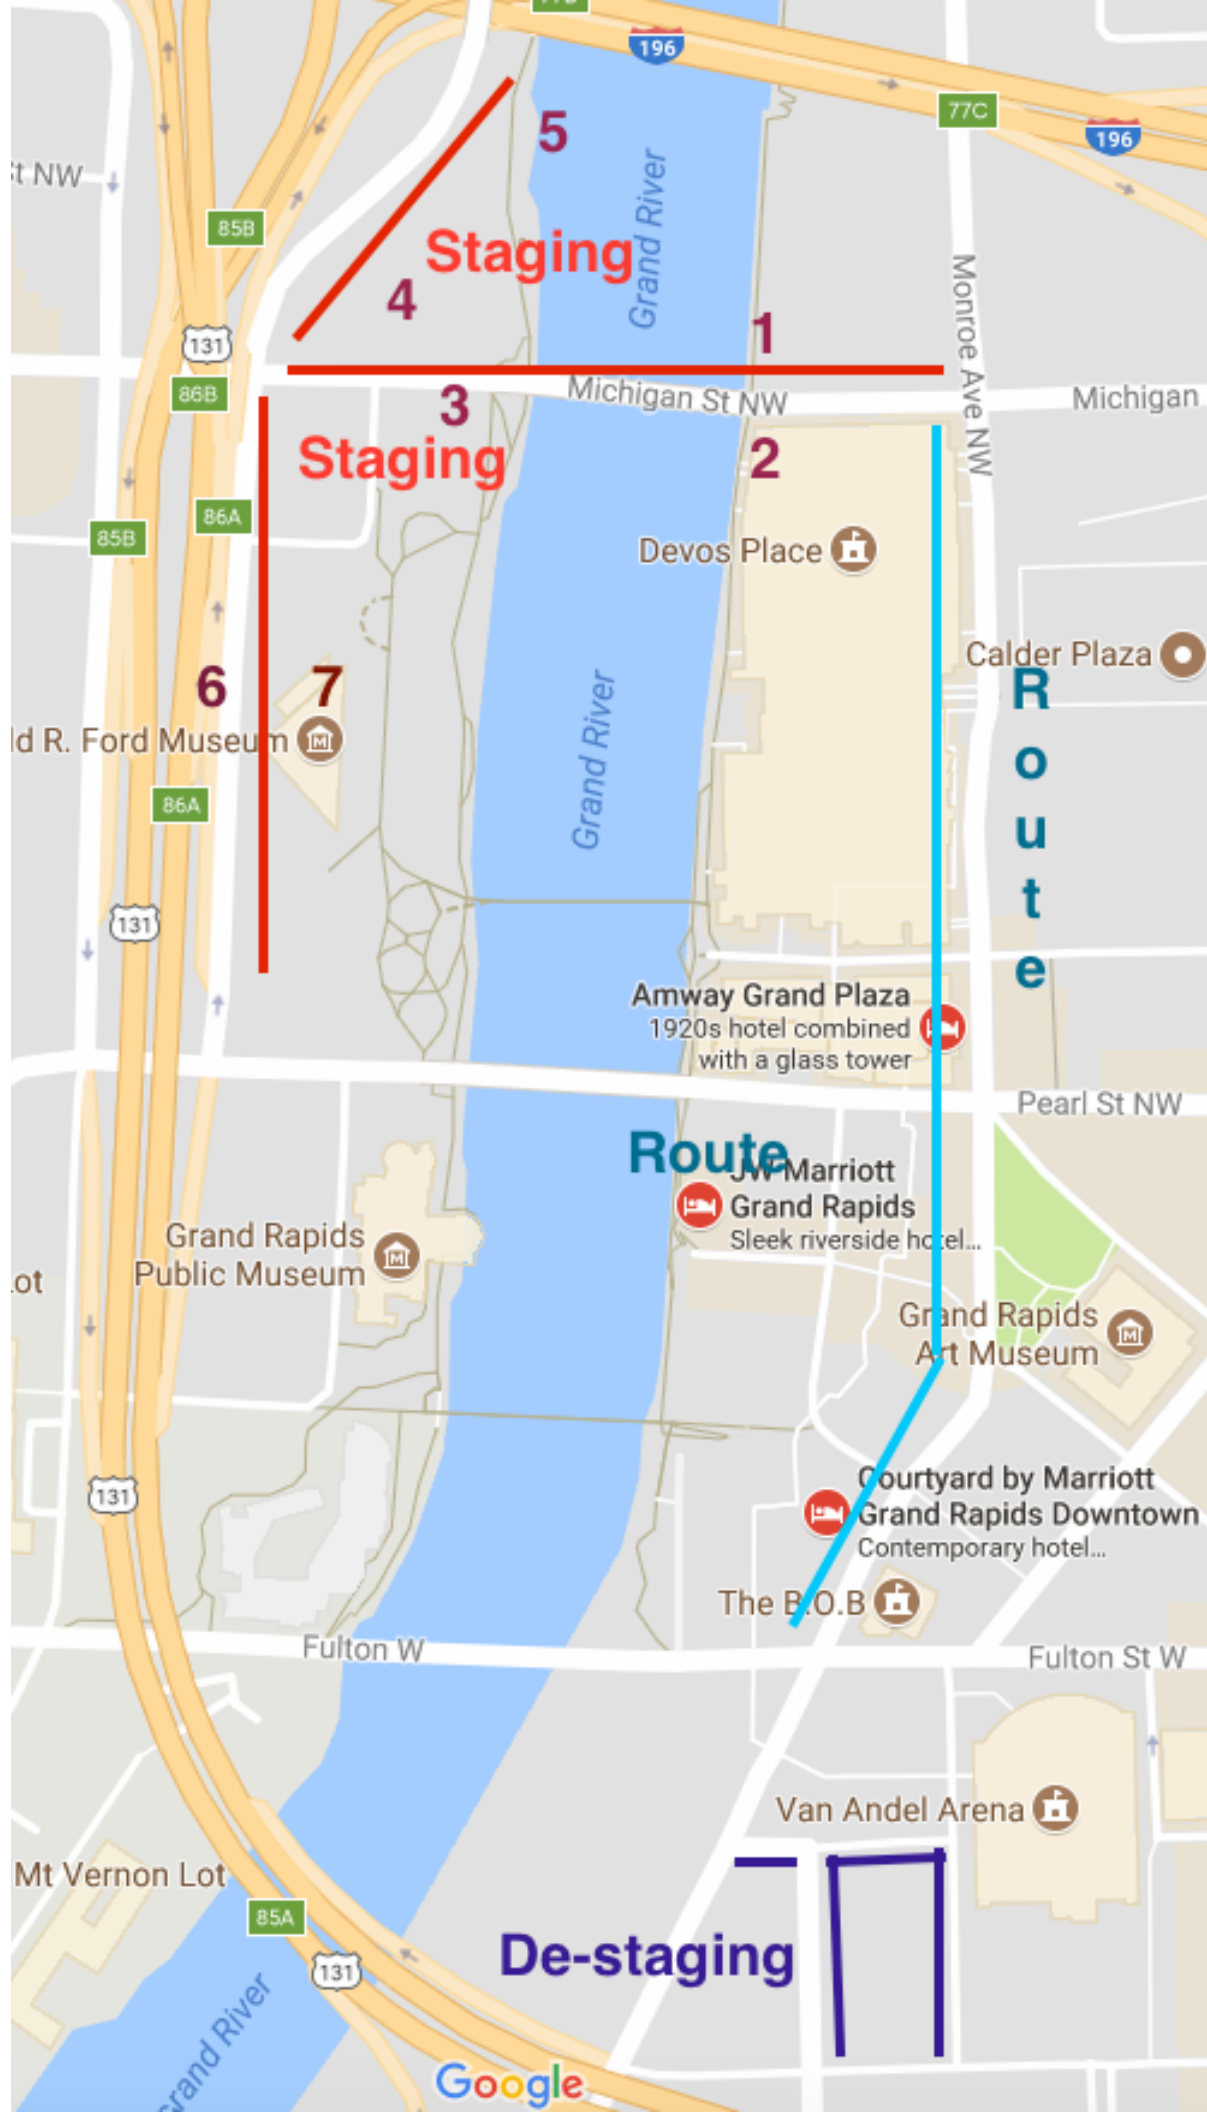 77B
196
77C
196
5
t NW
85B
Staging
Grand River
Monroe Ave NW
4
1
131
86B
3
Michigan St NW
Michigan
Staging
2
86A
85B
Devos Place
Calder Plaza
6
7
Route
Grand River
ld R. Ford Museum
86A
131
Amway Grand Plaza
1920s hotel combined
with a glass tower
Pearl St NW
Route
JW Marriott
Grand Rapids
Sleek riverside hotel...
Grand Rapids
Public Museum
ot
Grand Rapids
Art Museum
131
Courtyard by Marriott
Grand Rapids Downtown
Contemporary hotel...
The B.O.B
Fulton W
Fulton St W
Van Andel Arena
Mt Vernon Lot
85A
De-staging
131
Grand River
Google